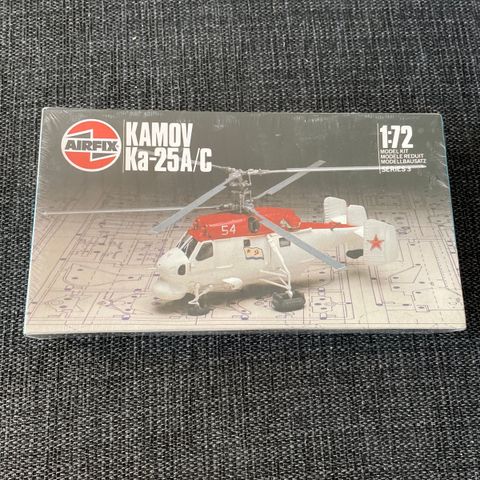 AIRFIX
KAMOV
Ka-25A/C
1:72
MODEL KIT
MODELE REDUIT
MODELLBAUSATZ
SERIES 3
54